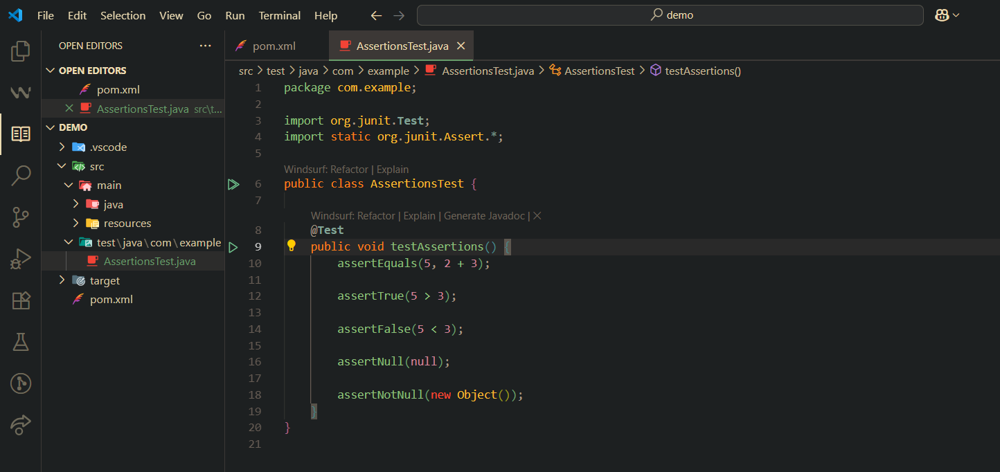 File Edit Selection View Go Run Terminal Help
demo
OPEN EDITORS ...
OPEN EDITORS
pom.xml
AssertionsTest.java src\t...
DEMO
.vscode
src
main
java
resources
test\java\com\example
AssertionsTest.java
target
pom.xml
pom.xml AssertionsTest.java
src > test > java > com > example > AssertionsTest.java > AssertionsTest > testAssertions()
1 package com.example;
2
3 import org.junit.Test;
4 import static org.junit.Assert.*;
5
Windsurf: Refactor | Explain
6 public class AssertionsTest {
7
Windsurf: Refactor | Explain | Generate Javadoc | ×
8 @Test
9 public void testAssertions() {
10 assertEquals(5, 2 + 3);
11
12 assertTrue(5 > 3);
13
14 assertFalse(5 < 3);
15
16 assertNull(null);
17
18 assertNotNull(new Object());
19 }
20 }
21